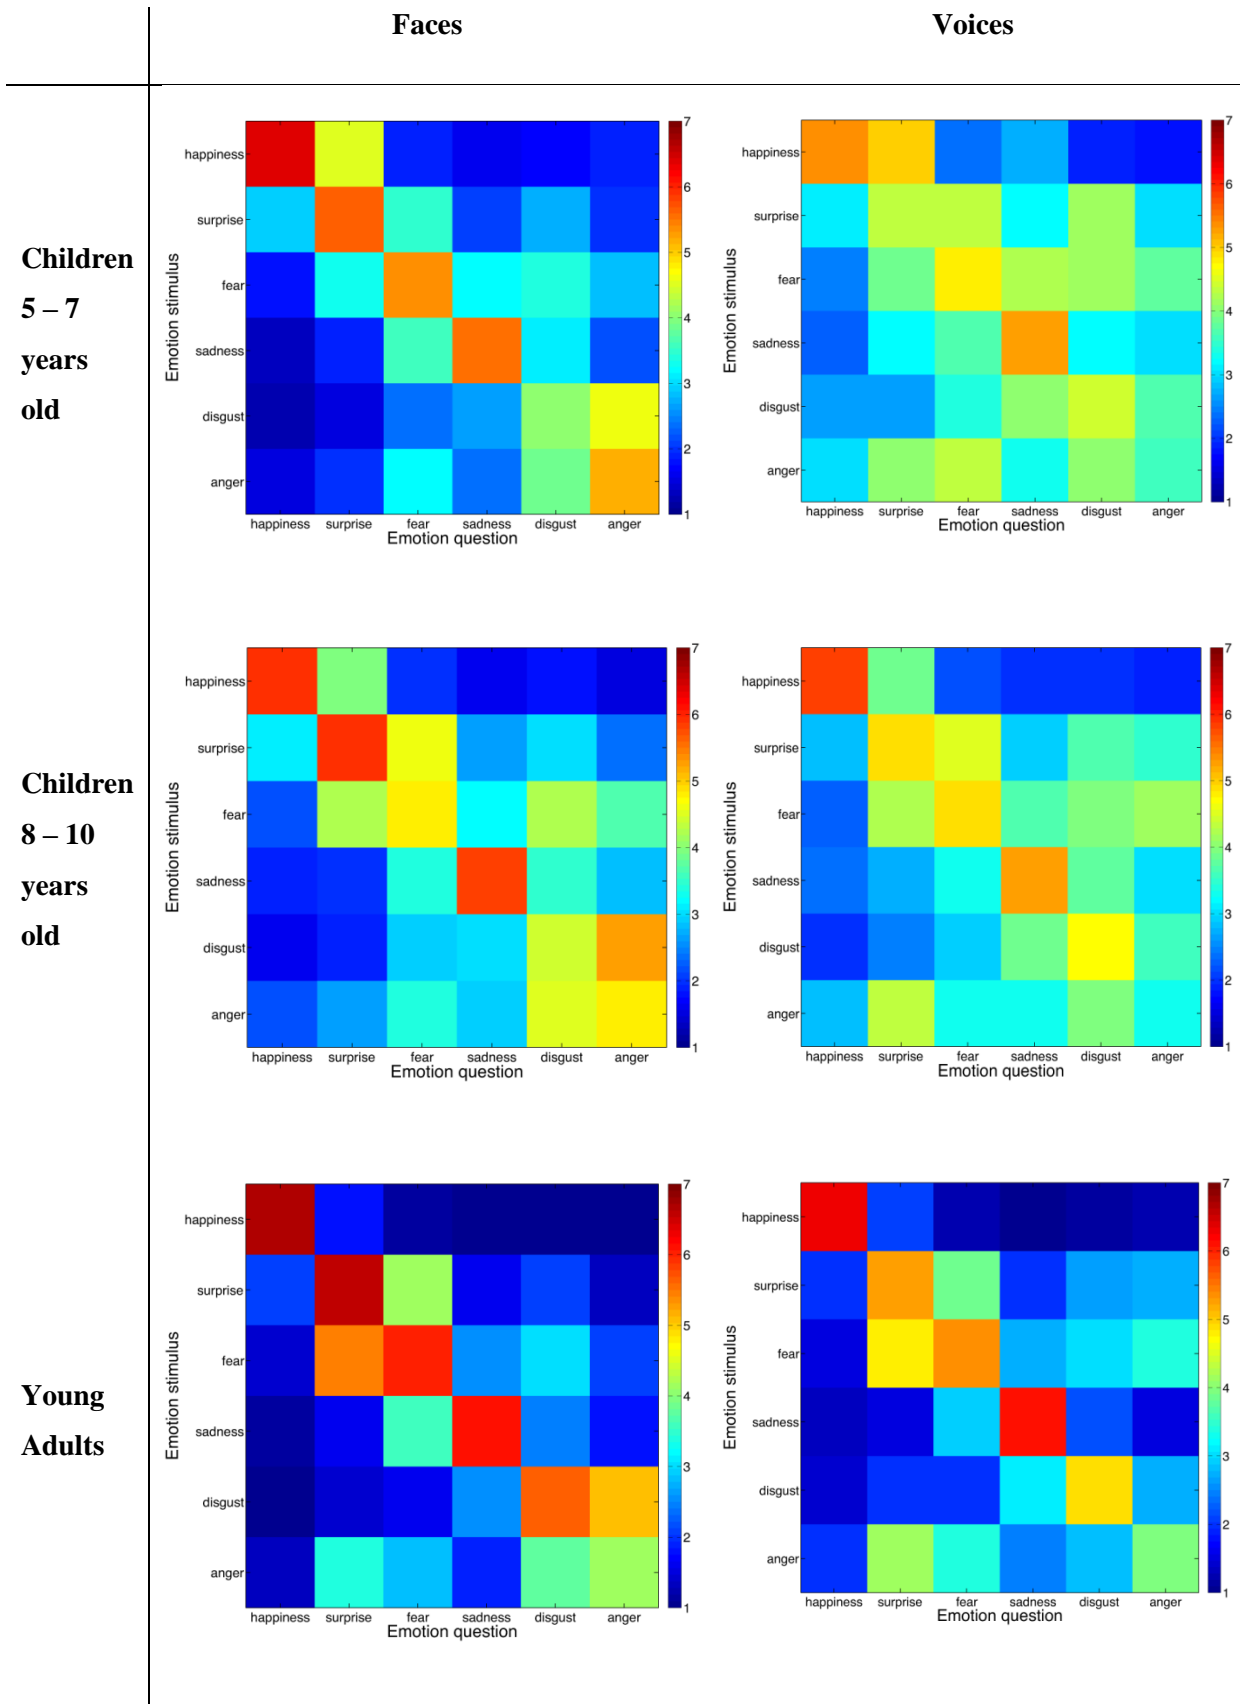 Faces
Voices
Children
5 – 7
years
old
Emotion stimulus
happiness
surprise
fear
sadness
disgust
anger
happiness surprise fear sadness disgust anger
Emotion question
7
6
5
4
3
2
1
Emotion stimulus
happiness
surprise
fear
sadness
disgust
anger
happiness surprise fear sadness disgust anger
Emotion question
7
6
5
4
3
2
1
Children
8 – 10
years
old
Emotion stimulus
happiness
surprise
fear
sadness
disgust
anger
happiness surprise fear sadness disgust anger
Emotion question
7
6
5
4
3
2
1
Emotion stimulus
happiness
surprise
fear
sadness
disgust
anger
happiness surprise fear sadness disgust anger
Emotion question
7
6
5
4
3
2
1
Young
Adults
Emotion stimulus
happiness
surprise
fear
sadness
disgust
anger
happiness surprise fear sadness disgust anger
Emotion question
7
6
5
4
3
2
1
Emotion stimulus
happiness
surprise
fear
sadness
disgust
anger
happiness surprise fear sadness disgust anger
Emotion question
7
6
5
4
3
2
1